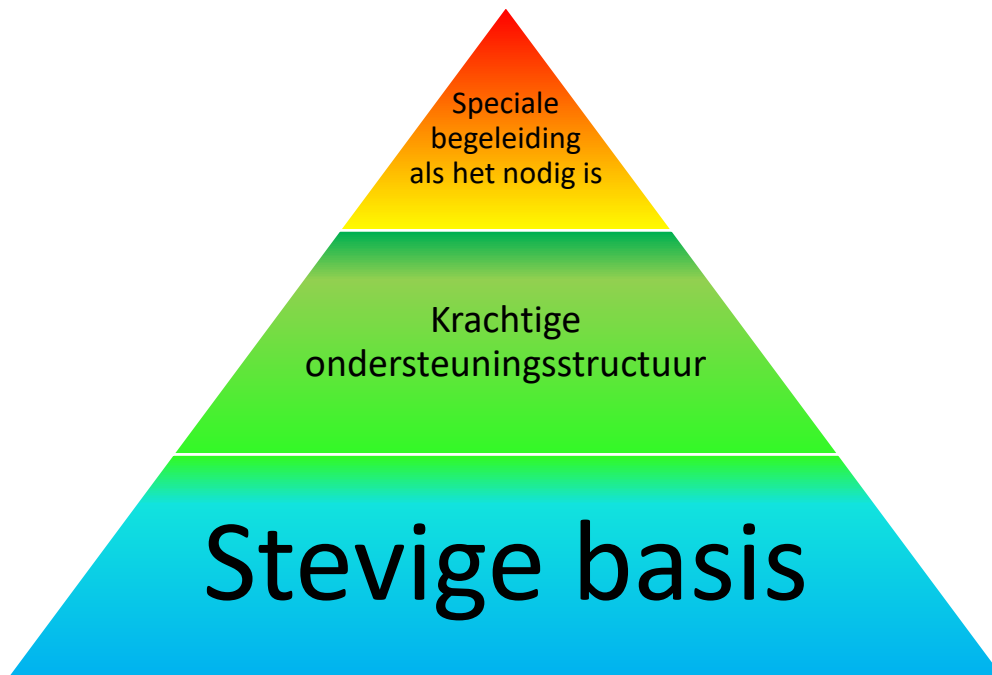 Speciale
begeleiding
als het nodig is
Krachtige
ondersteuningsstructuur
Stevige basis